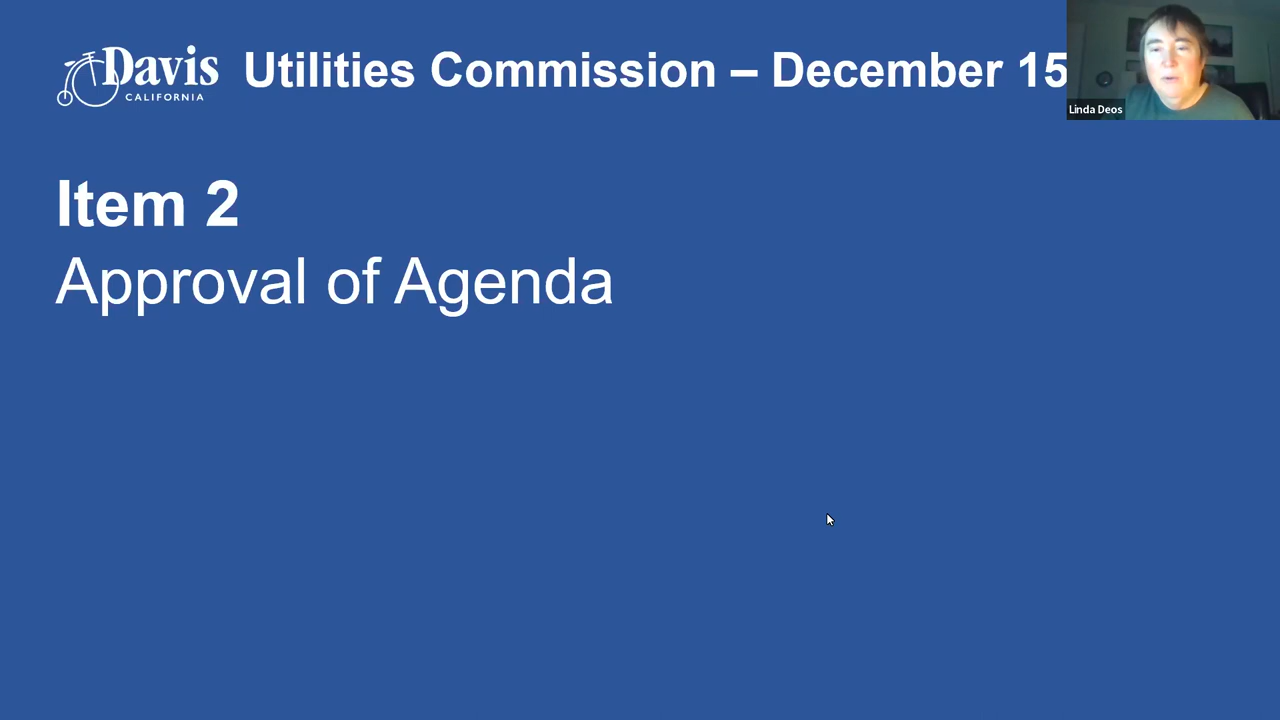 Davis
CALIFORNIA
Utilities Commission – December 15
Linda Deos
Item 2
Approval of Agenda